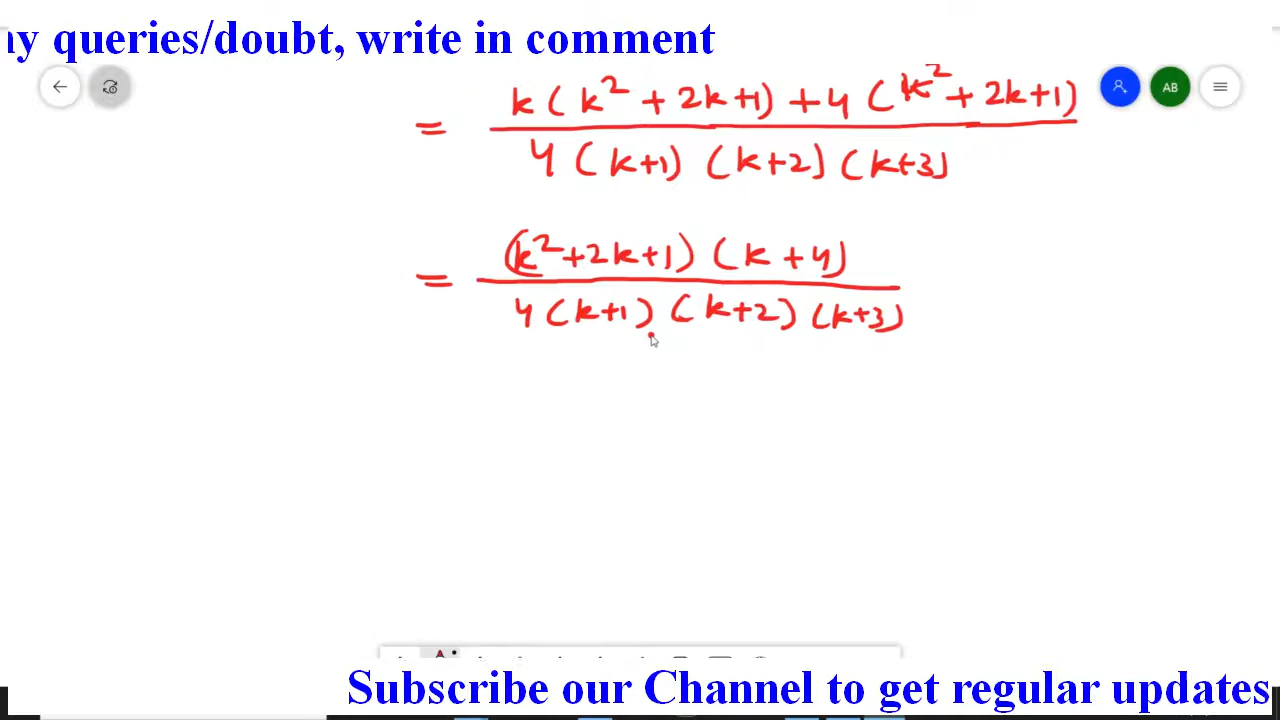 queries/doubt, write in comment
AB
= k(k²+2k+1)+4(k²+2k+1) / 4(k+1)(k+2)(k+3)
= (k²+2k+1)(k+4) / 4(k+1)(k+2)(k+3)
Subscribe our Channel to get regular updates